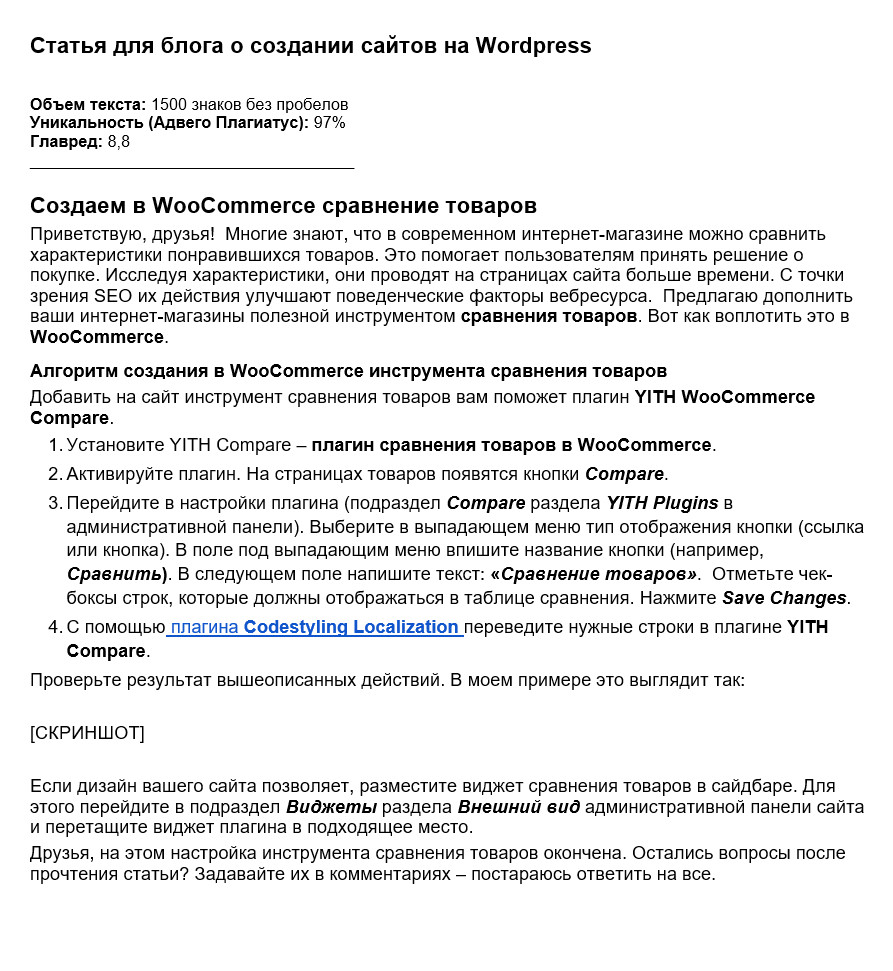 Статья для блога о создании сайтов на Wordpress
Объем текста: 1500 знаков без пробелов
Уникальность (Адвего Плагиатус): 97%
Главред: 8,8
Создаем в WooCommerce сравнение товаров
Приветствую, друзья!  Многие знают, что в современном интернет-магазине можно сравнить
характеристики понравившихся товаров. Это помогает пользователям принять решение о
покупке. Исследуя характеристики, они проводят на страницах сайта больше времени. С точки
зрения SEO их действия улучшают поведенческие факторы вебресурса.  Предлагаю дополнить
ваши интернет-магазины полезной инструментом сравнения товаров. Вот как воплотить это в
WooCommerce.
Алгоритм создания в WooCommerce инструмента сравнения товаров
Добавить на сайт инструмент сравнения товаров вам поможет плагин YITH WooCommerce
Compare.
1. Установите YITH Compare – плагин сравнения товаров в WooCommerce.
2. Активируйте плагин. На страницах товаров появятся кнопки Compare.
3. Перейдите в настройки плагина (подраздел Compare раздела YITH Plugins в
административной панели). Выберите в выпадающем меню тип отображения кнопки (ссылка
или кнопка). В поле под выпадающим меню впишите название кнопки (например,
Сравнить). В следующем поле напишите текст: «Сравнение товаров».  Отметьте чек-
боксы строк, которые должны отображаться в таблице сравнения. Нажмите Save Changes.
4. С помощью плагина Codestyling Localization переведите нужные строки в плагине YITH
Compare.
Проверьте результат вышеописанных действий. В моем примере это выглядит так:
[СКРИНШОТ]
Если дизайн вашего сайта позволяет, разместите виджет сравнения товаров в сайдбаре. Для
этого перейдите в подраздел Виджеты раздела Внешний вид административной панели сайта
и перетащите виджет плагина в подходящее место.
Друзья, на этом настройка инструмента сравнения товаров окончена. Остались вопросы после
прочтения статьи? Задавайте их в комментариях – постараюсь ответить на все.